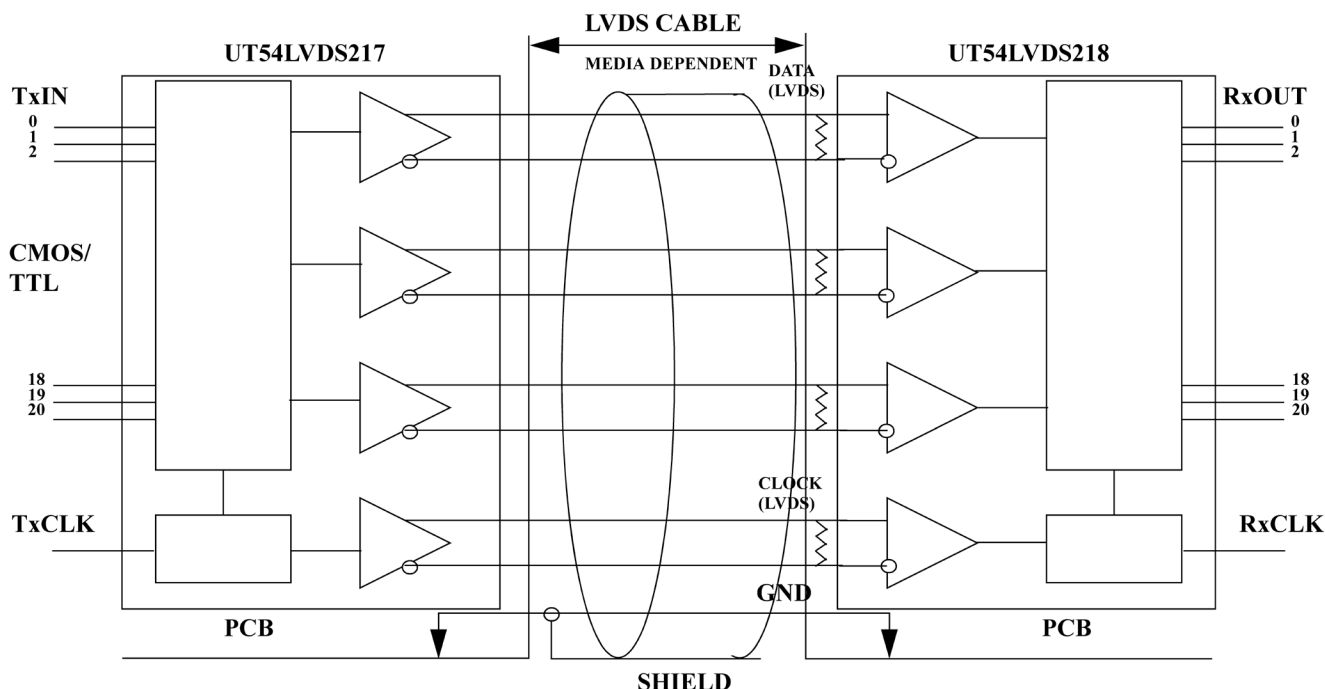 LVDS CABLE
UT54LVDS217
UT54LVDS218
MEDIA DEPENDENT
DATA
(LVDS)
TxIN
0
1
2
RxOUT
0
1
2
CMOS/
TTL
18
19
20
18
19
20
CLOCK
(LVDS)
TxCLK
RxCLK
GND
PCB
PCB
SHIELD